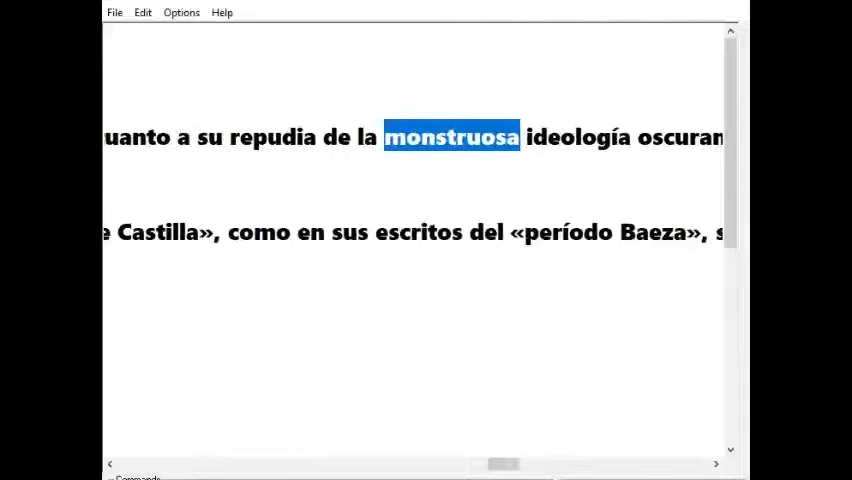 File Edit Options Help
uanto a su repudia de la monstruosa ideología oscuran
e Castilla», como en sus escritos del «período Baeza», s